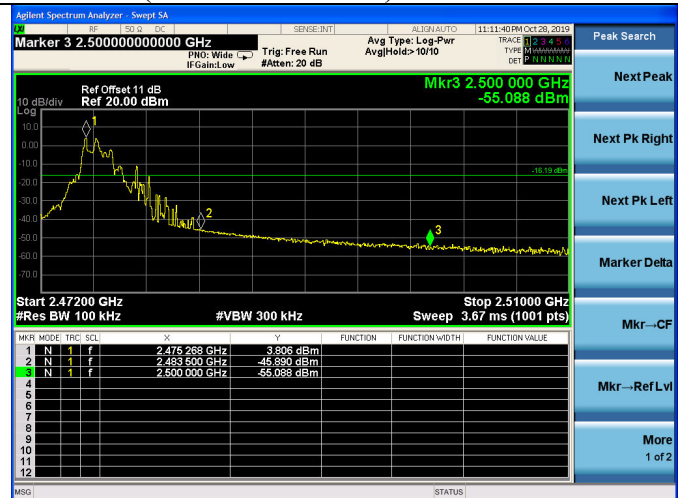 Agilent Spectrum Analyzer - Swept SA
LXI RF 50 Ω DC SENSE:INT ALIGN AUTO 11:11:40 PM Oct 28, 2019
Marker 3 2.500000000000 GHz
PNO: Wide
IFGain:Low
Trig: Free Run
#Atten: 20 dB
Avg Type: Log-Pwr
Avg|Hold:>10/10
TRACE 1 2 3 4 5 6
TYPE M
DET P N N N N N
Peak Search
Next Peak
Next Pk Right
Next Pk Left
Marker Delta
Mkr→CF
Mkr→Ref Lvl
More
1 of 2
Mkr3 2.500 000 GHz
-55.088 dBm
Ref Offset 11 dB
10 dB/div Ref 20.00 dBm
Log
10.0
0.00
-10.0
-20.0
-30.0
-40.0
-50.0
-60.0
-70.0
1
2
3
-16.19 dBm
Start 2.47200 GHz Stop 2.51000 GHz
#Res BW 100 kHz #VBW 300 kHz Sweep 3.67 ms (1001 pts)
MKR MODE TRC SCL X Y FUNCTION FUNCTION WIDTH FUNCTION VALUE
1 N 1 f 2.475 268 GHz 3.806 dBm
2 N 1 f 2.483 500 GHz -45.890 dBm
3 N 1 f 2.500 000 GHz -55.088 dBm
4
5
6
7
8
9
10
11
12
MSG STATUS